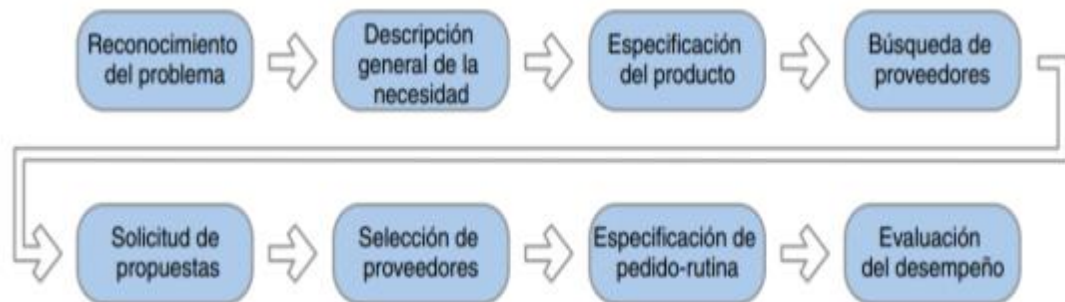 Reconocimiento
del problema
Descripción
general de la
necesidad
Especificación
del producto
Búsqueda de
proveedores
Solicitud de
propuestas
Selección de
proveedores
Especificación de
pedido-rutina
Evaluación
del desempeño